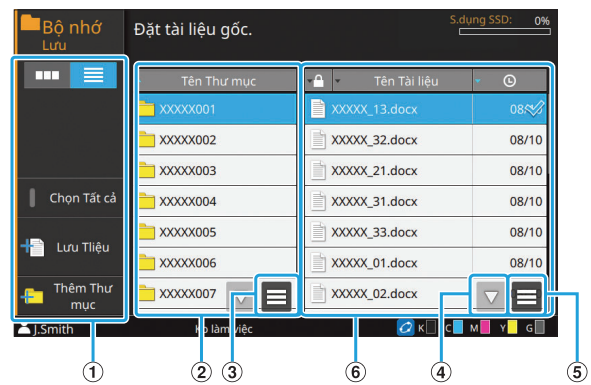 Bộ nhớ
Lưu
Đặt tài liệu gốc.
S.dụng SSD: 0%
Tên Thư mục
Tên Tài liệu
XXXXX001
XXXXX002
XXXXX003
XXXXX004
XXXXX005
XXXXX006
XXXXX007
XXXXX_13.docx 08/
XXXXX_32.docx 08/10
XXXXX_21.docx 08/10
XXXXX_31.docx 08/10
XXXXX_33.docx 08/10
XXXXX_01.docx 08/10
XXXXX_02.docx
Chọn Tất cả
Lưu Tliệu
Thêm Thư
mục
J.Smith
làm việc
K C M Y G
1 2 3 6 4 5